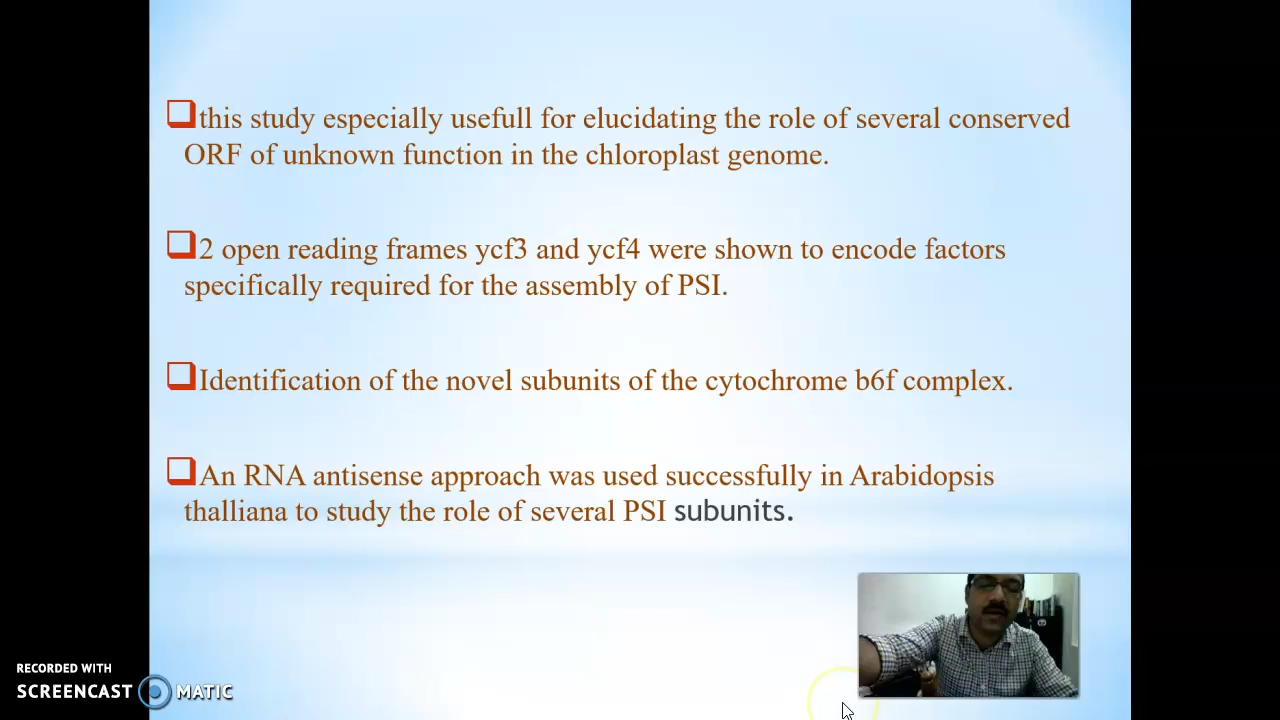 this study especially usefull for elucidating the role of several conserved
ORF of unknown function in the chloroplast genome.
2 open reading frames ycf3 and ycf4 were shown to encode factors
specifically required for the assembly of PSI.
Identification of the novel subunits of the cytochrome b6f complex.
An RNA antisense approach was used successfully in Arabidopsis
thalliana to study the role of several PSI subunits.
RECORDED WITH
SCREENCAST MATIC